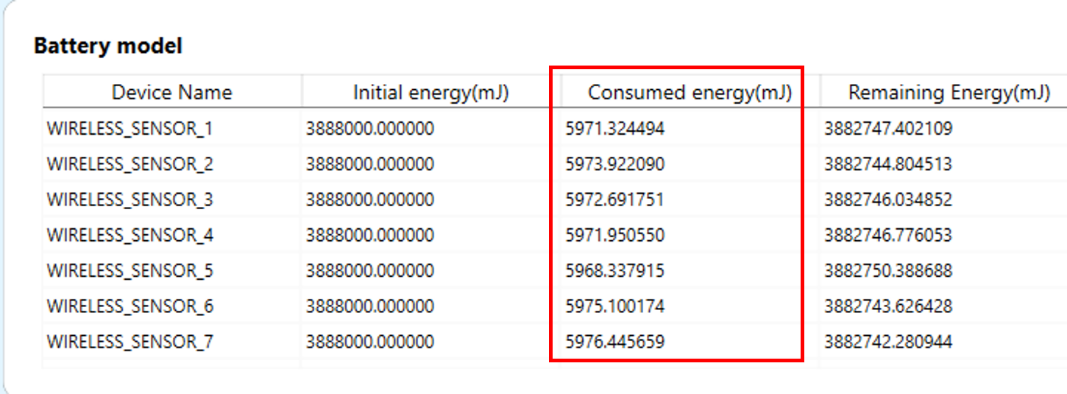 Battery model
Device Name Initial energy(mJ) Consumed energy(mJ) Remaining Energy(mJ)
WIRELESS_SENSOR_1 3888000.000000 5971.324494 3882747.402109
WIRELESS_SENSOR_2 3888000.000000 5973.922090 3882744.804513
WIRELESS_SENSOR_3 3888000.000000 5972.691751 3882746.034852
WIRELESS_SENSOR_4 3888000.000000 5971.950550 3882746.776053
WIRELESS_SENSOR_5 3888000.000000 5968.337915 3882750.388688
WIRELESS_SENSOR_6 3888000.000000 5975.100174 3882743.626428
WIRELESS_SENSOR_7 3888000.000000 5976.445659 3882742.280944